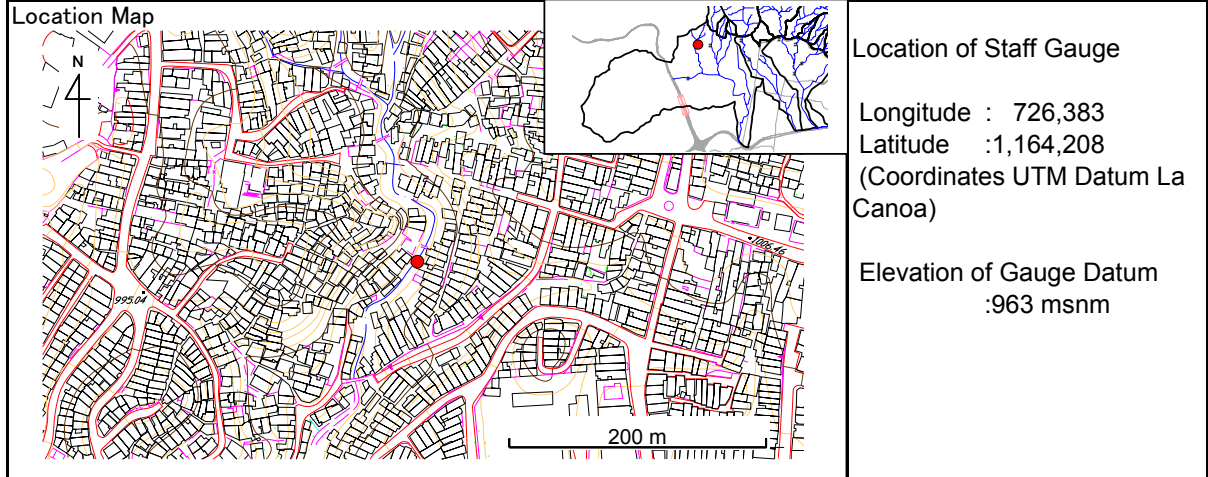 Location Map
N
995.04
1006.46
200 m
Location of Staff Gauge
Longitude : 726,383
Latitude :1,164,208
(Coordinates UTM Datum La
Canoa)
Elevation of Gauge Datum
:963 msnm